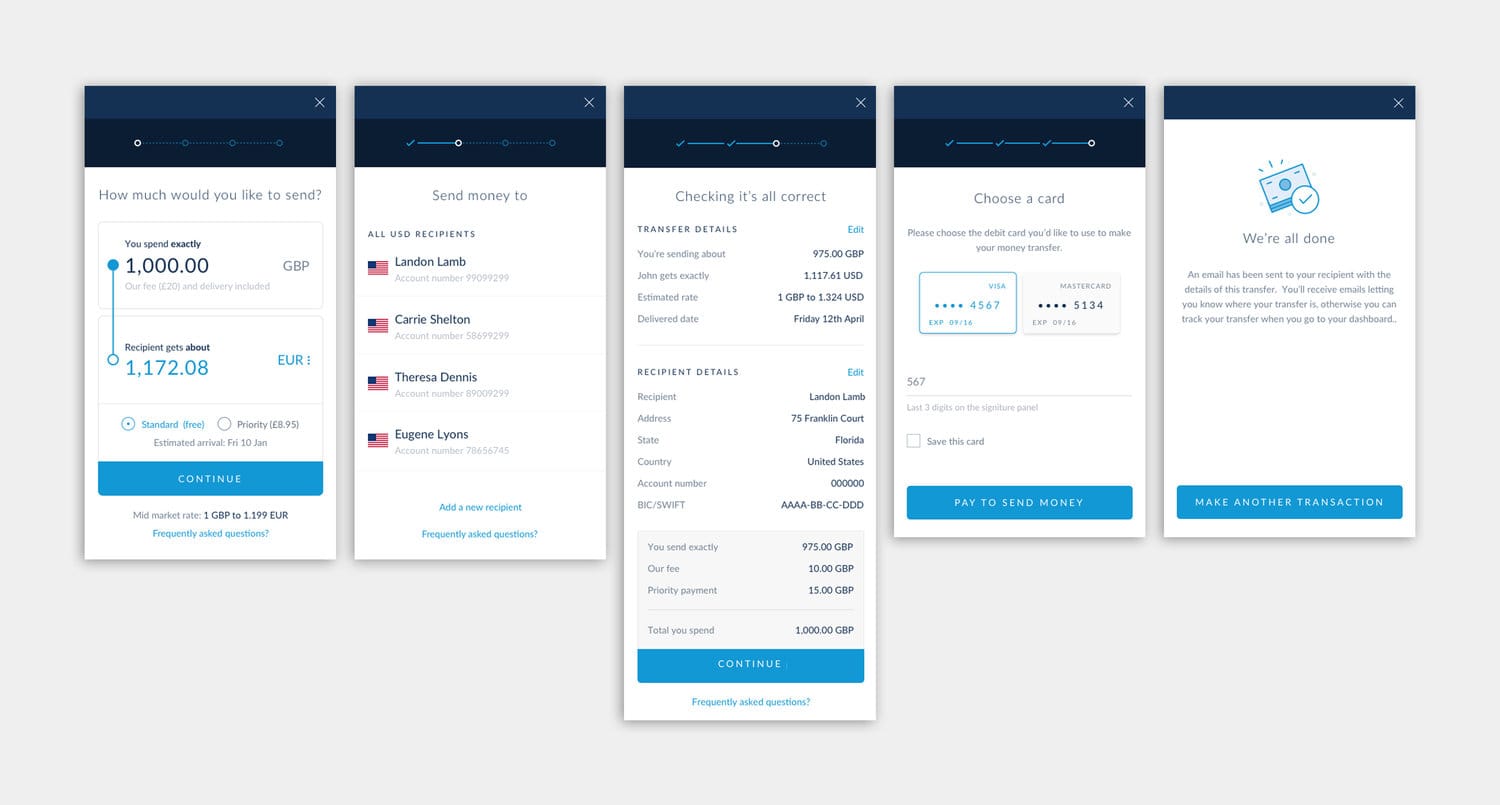 How much would you like to send?
You spend exactly
1,000.00 GBP
Our fee (£20) and delivery included
Recipient gets about
1,172.08 EUR
Standard (free) Priority (£8.95)
Estimated arrival: Fri 10 Jan
CONTINUE
Mid market rate: 1 GBP to 1.199 EUR
Frequently asked questions?
Send money to
ALL USD RECIPIENTS
Landon Lamb
Account number 99099299
Carrie Shelton
Account number 58699299
Theresa Dennis
Account number 89009299
Eugene Lyons
Account number 78656745
Add a new recipient
Frequently asked questions?
Checking it's all correct
TRANSFER DETAILS Edit
You're sending about 975.00 GBP
John gets exactly 1,117.61 USD
Estimated rate 1 GBP to 1.324 USD
Delivered date Friday 12th April
RECIPIENT DETAILS Edit
Recipient Landon Lamb
Address 75 Franklin Court
State Florida
Country United States
Account number 000000
BIC/SWIFT AAAA-BB-CC-DDD
You send exactly 975.00 GBP
Our fee 10.00 GBP
Priority payment 15.00 GBP
Total you spend 1,000.00 GBP
CONTINUE
Frequently asked questions?
Choose a card
Please choose the debit card you'd like to use to make
your money transfer.
VISA
•••• 4567
EXP 09/16
MASTERCARD
•••• 5134
EXP 09/16
567
Last 3 digits on the signiture panel
Save this card
PAY TO SEND MONEY
We're all done
An email has been sent to your recipient with the
details of this transfer. You'll receive emails letting
you know where your transfer is, otherwise you can
track your transfer when you go to your dashboard..
MAKE ANOTHER TRANSACTION